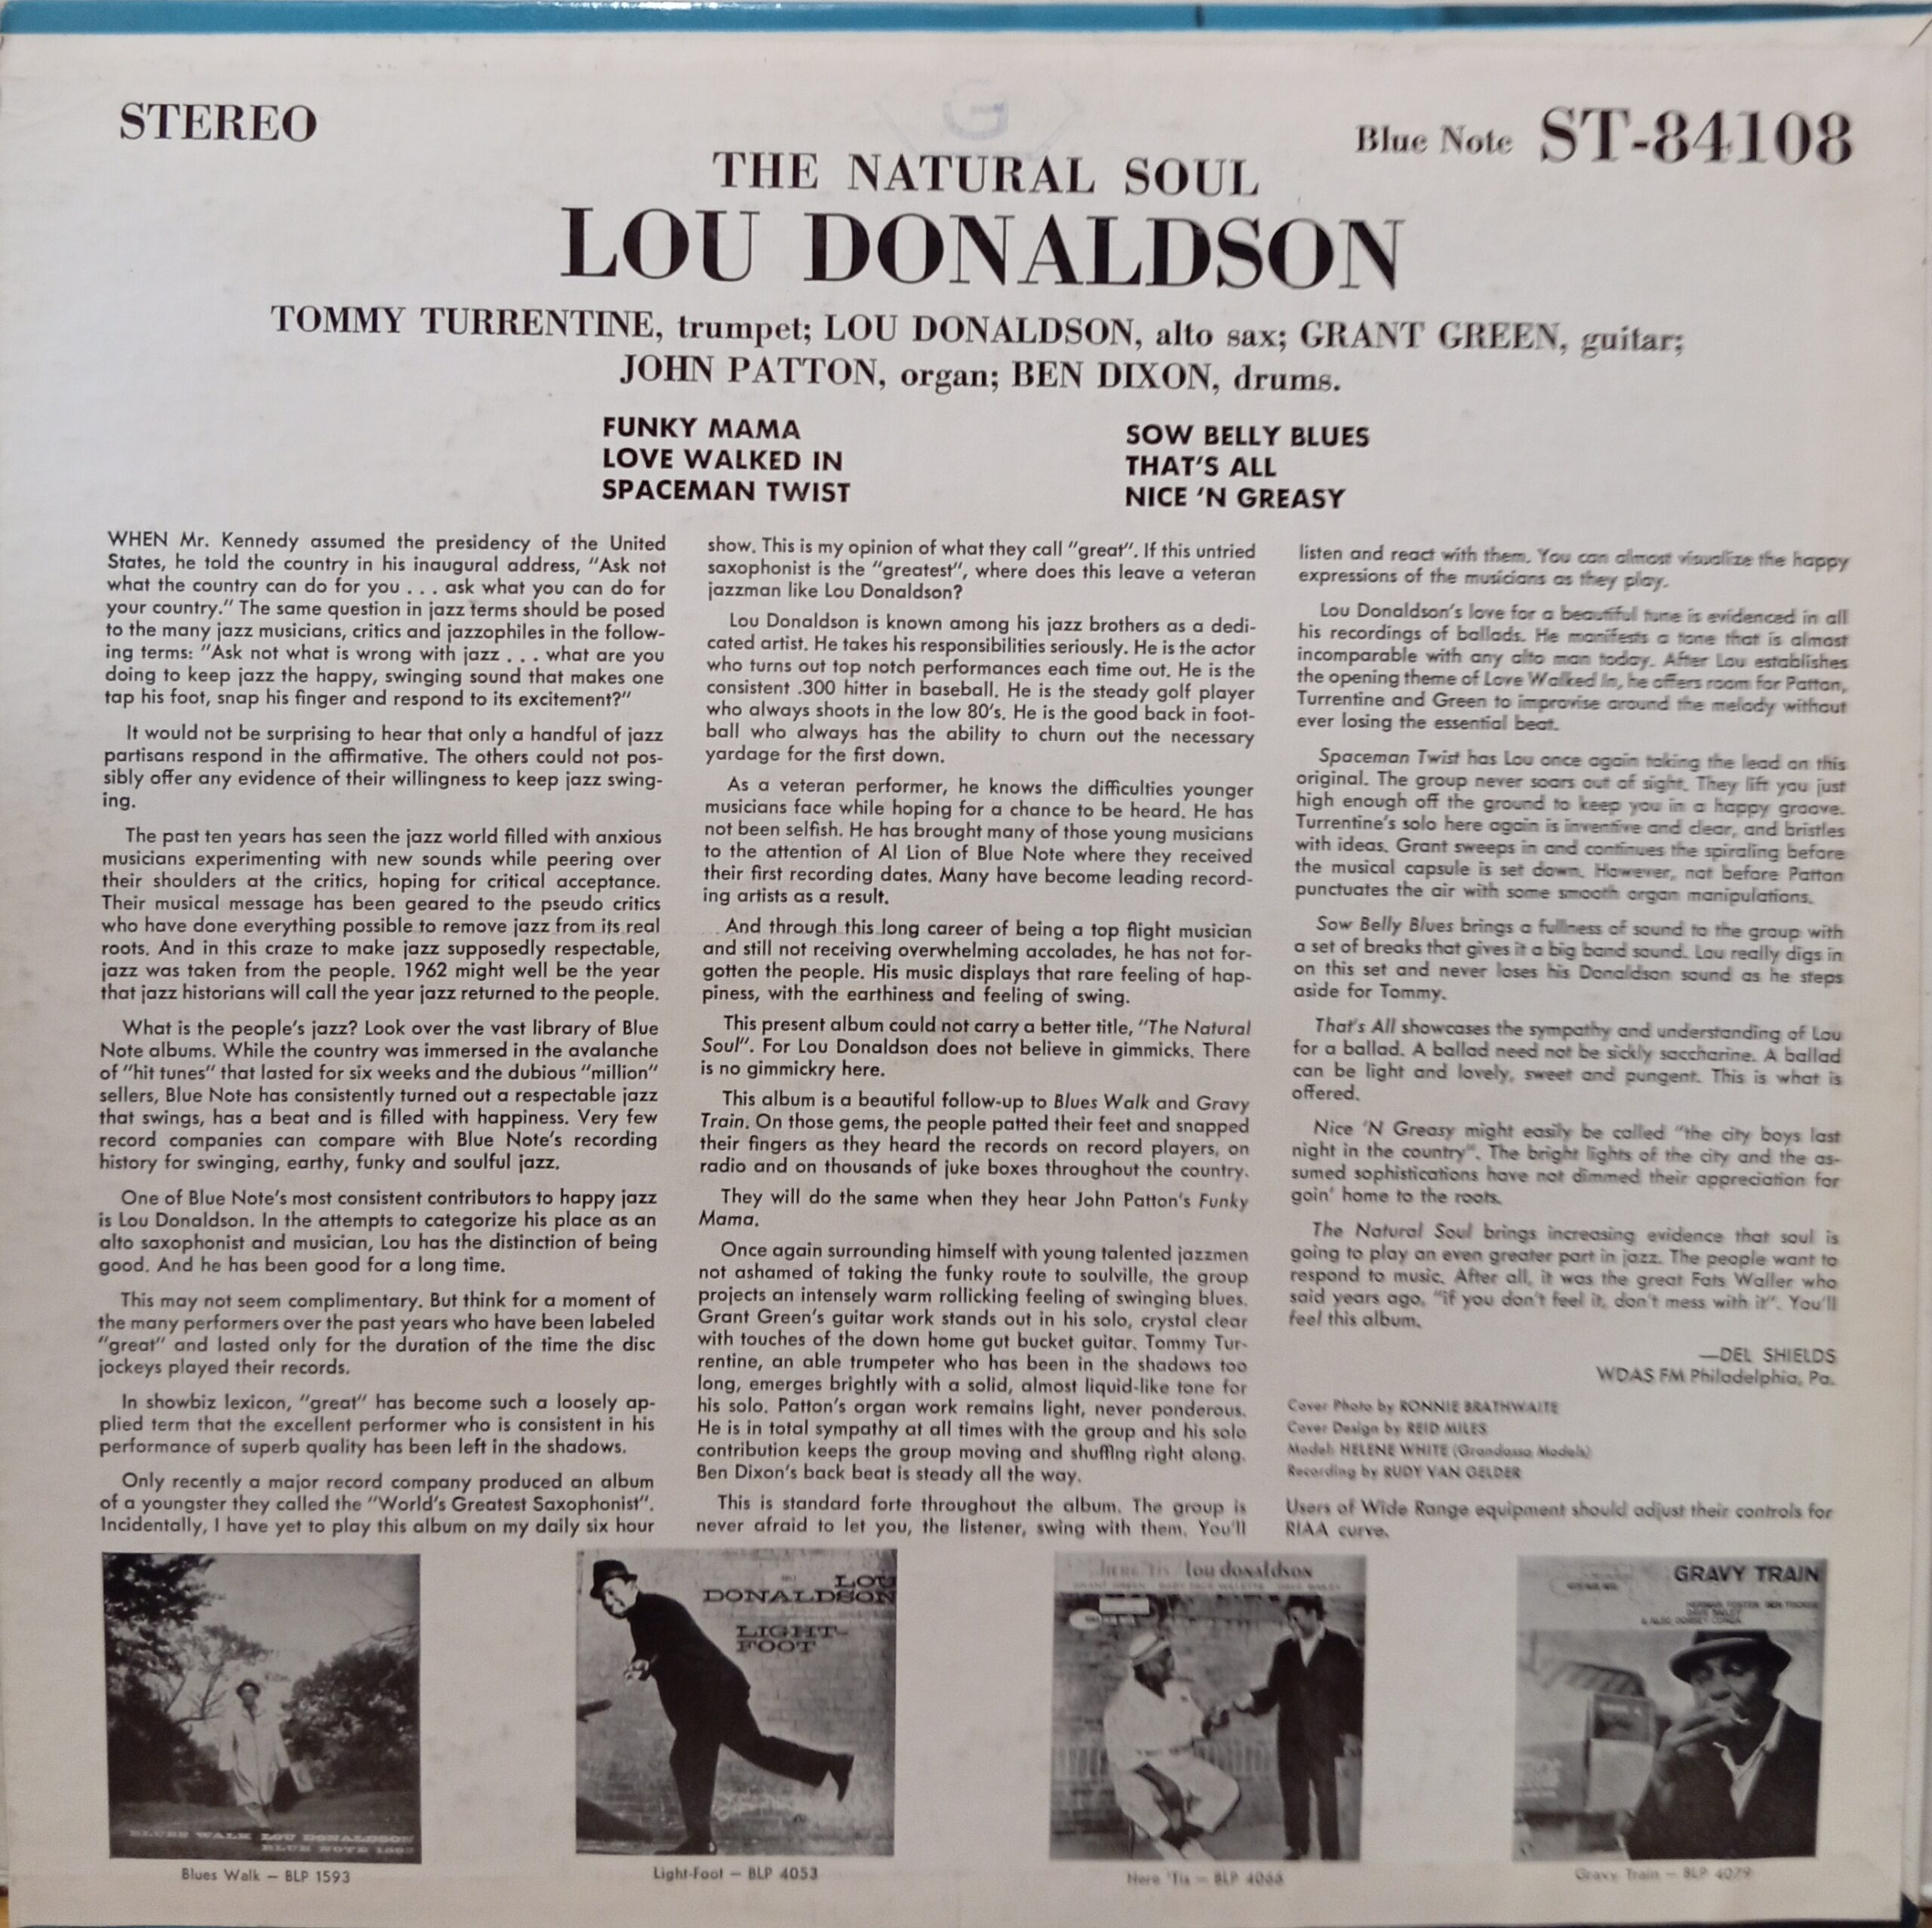 STEREO
Blue Note ST-84108
THE NATURAL SOUL
LOU DONALDSON
TOMMY TURRENTINE, trumpet; LOU DONALDSON, alto sax; GRANT GREEN, guitar;
JOHN PATTON, organ; BEN DIXON, drums.
FUNKY MAMA
LOVE WALKED IN
SPACEMAN TWIST
SOW BELLY BLUES
THAT'S ALL
NICE 'N GREASY
WHEN Mr. Kennedy assumed the presidency of the United
States, he told the country in his inaugural address, "Ask not
what the country can do for you . . . ask what you can do for
your country." The same question in jazz terms should be posed
to the many jazz musicians, critics and jazzophiles in the follow-
ing terms: "Ask not what is wrong with jazz . . . what are you
doing to keep jazz the happy, swinging sound that makes one
tap his foot, snap his finger and respond to its excitement?"
It would not be surprising to hear that only a handful of jazz
partisans respond in the affirmative. The others could not pos-
sibly offer any evidence of their willingness to keep jazz swing-
ing.
The past ten years has seen the jazz world filled with anxious
musicians experimenting with new sounds while peering over
their shoulders at the critics, hoping for critical acceptance.
Their musical message has been geared to the pseudo critics
who have done everything possible to remove jazz from its real
roots. And in this craze to make jazz supposedly respectable,
jazz was taken from the people. 1962 might well be the year
that jazz historians will call the year jazz returned to the people.
What is the people's jazz? Look over the vast library of Blue
Note albums. While the country was immersed in the avalanche
of "hit tunes" that lasted for six weeks and the dubious "million"
sellers, Blue Note has consistently turned out a respectable jazz
that swings, has a beat and is filled with happiness. Very few
record companies can compare with Blue Note's recording
history for swinging, earthy, funky and soulful jazz.
One of Blue Note's most consistent contributors to happy jazz
is Lou Donaldson. In the attempts to categorize his place as an
alto saxophonist and musician, Lou has the distinction of being
good. And he has been good for a long time.
This may not seem complimentary. But think for a moment of
the many performers over the past years who have been labeled
"great" and lasted only for the duration of the time the disc
jockeys played their records.
In showbiz lexicon, "great" has become such a loosely ap-
plied term that the excellent performer who is consistent in his
performance of superb quality has been left in the shadows.
Only recently a major record company produced an album
of a youngster they called the "World's Greatest Saxophonist".
Incidentally, I have yet to play this album on my daily six hour
show. This is my opinion of what they call "great". If this untried
saxophonist is the "greatest", where does this leave a veteran
jazzman like Lou Donaldson?
Lou Donaldson is known among his jazz brothers as a dedi-
cated artist. He takes his responsibilities seriously. He is the actor
who turns out top notch performances each time out. He is the
consistent .300 hitter in baseball. He is the steady golf player
who always shoots in the low 80's. He is the good back in foot-
ball who always has the ability to churn out the necessary
yardage for the first down.
As a veteran performer, he knows the difficulties younger
musicians face while hoping for a chance to be heard. He has
not been selfish. He has brought many of those young musicians
to the attention of Al Lion of Blue Note where they received
their first recording dates. Many have become leading record-
ing artists as a result.
And through this long career of being a top flight musician
and still not receiving overwhelming accolades, he has not for-
gotten the people. His music displays that rare feeling of hap-
piness, with the earthiness and feeling of swing.
This present album could not carry a better title, "The Natural
Soul". For Lou Donaldson does not believe in gimmicks. There
is no gimmickry here.
This album is a beautiful follow-up to Blues Walk and Gravy
Train. On those gems, the people patted their feet and snapped
their fingers as they heard the records on record players, on
radio and on thousands of juke boxes throughout the country.
They will do the same when they hear John Patton's Funky
Mama.
Once again surrounding himself with young talented jazzmen
not ashamed of taking the funky route to soulville, the group
projects an intensely warm rollicking feeling of swinging blues.
Grant Green's guitar work stands out in his solo, crystal clear
with touches of the down home gut bucket guitar. Tommy Tur-
rentine, an able trumpeter who has been in the shadows too
long, emerges brightly with a solid, almost liquid-like tone for
his solo. Patton's organ work remains light, never ponderous.
He is in total sympathy at all times with the group and his solo
contribution keeps the group moving and shuffling right along.
Ben Dixon's back beat is steady all the way.
This is standard forte throughout the album. The group is
never afraid to let you, the listener, swing with them. You'll
listen and react with them. You can almost visualize the happy
expressions of the musicians as they play.
Lou Donaldson's love for a beautiful tune is evidenced in all
his recordings of ballads. He manifests a tone that is almost
incomparable with any alto man today. After Lou establishes
the opening theme of Love Walked In, he offers room for Patton,
Turrentine and Green to improvise around the melody without
ever losing the essential beat.
Spaceman Twist has Lou once again taking the lead on this
original. The group never soars out of sight. They lift you just
high enough off the ground to keep you in a happy groove.
Turrentine's solo here again is inventive and clear, and bristles
with ideas. Grant sweeps in and continues the spiraling before
the musical capsule is set down. However, not before Patton
punctuates the air with some smooth organ manipulations.
Sow Belly Blues brings a fullness of sound to the group with
a set of breaks that gives it a big band sound. Lou really digs in
on this set and never loses his Donaldson sound as he steps
aside for Tommy.
That's All showcases the sympathy and understanding of Lou
for a ballad. A ballad need not be sickly saccharine. A ballad
can be light and lovely, sweet and pungent. This is what is
offered.
Nice 'N Greasy might easily be called "the city boys last
night in the country". The bright lights of the city and the as-
sumed sophistications have not dimmed their appreciation for
goin' home to the roots.
The Natural Soul brings increasing evidence that soul is
going to play an even greater part in jazz. The people want to
respond to music. After all, it was the great Fats Waller who
said years ago, "if you don't feel it, don't mess with it". You'll
feel this album.
—DEL SHIELDS
WDAS FM Philadelphia, Pa.
Cover Photo by RONNIE BRATHWAITE
Cover Design by REID MILES
Model: HELENE WHITE (Grandassa Models)
Recording by RUDY VAN GELDER
Users of Wide Range equipment should adjust their controls for
RIAA curve.
BLUES WALK LOU DONALDSON
BLUE NOTE 1593
LOU
DONALDSON
LIGHT-
FOOT
here 'tis lou donaldson
GRAVY TRAIN
Blues Walk – BLP 1593
Light-Foot – BLP 4053
Here 'Tis – BLP 4066
Gravy Train – BLP 4079